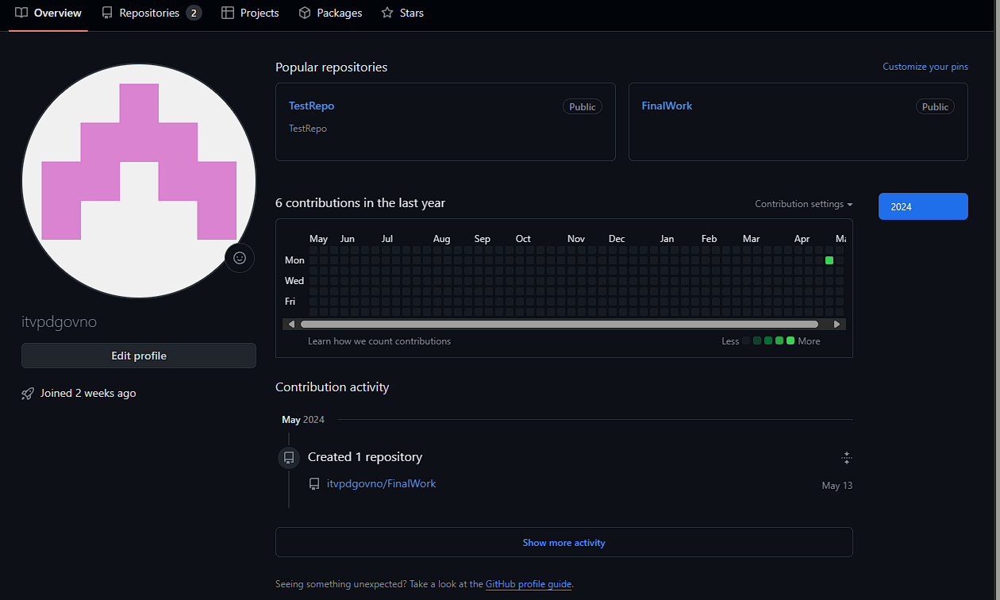 Overview Repositories 2 Projects Packages Stars
Popular repositories Customize your pins
TestRepo Public
TestRepo
FinalWork Public
6 contributions in the last year Contribution settings
2024
May Jun Jul Aug Sep Oct Nov Dec Jan Feb Mar Apr Ma
Mon
Wed
Fri
Learn how we count contributions Less More
itvpdgovno
Edit profile
Joined 2 weeks ago
Contribution activity
May 2024
Created 1 repository
itvpdgovno/FinalWork May 13
Show more activity
Seeing something unexpected? Take a look at the GitHub profile guide.